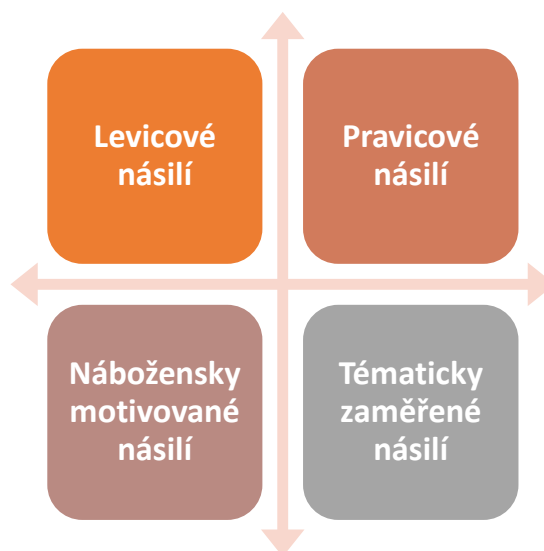 Levicové
násilí
Pravicové
násilí
Nábožensky
motivované
násilí
Tématicky
zaměřené
násilí